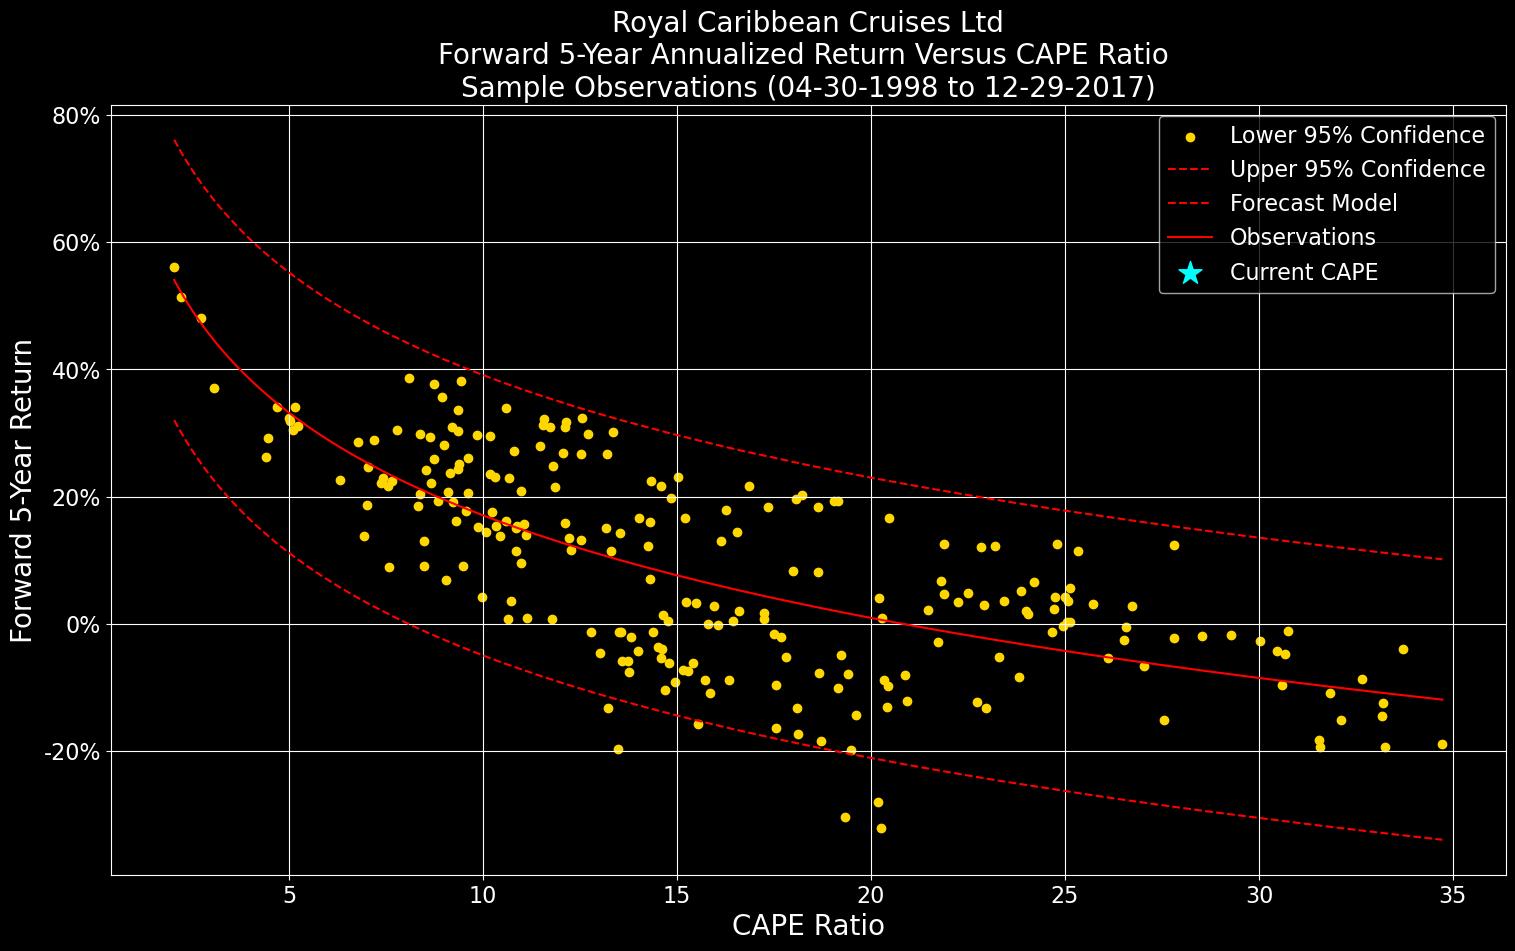 Royal Caribbean Cruises Ltd
Forward 5-Year Annualized Return Versus CAPE Ratio
Sample Observations (04-30-1998 to 12-29-2017)
Lower 95% Confidence
Upper 95% Confidence
Forecast Model
Observations
Current CAPE
Forward 5-Year Return
80%
60%
40%
20%
0%
-20%
5 10 15 20 25 30 35
CAPE Ratio